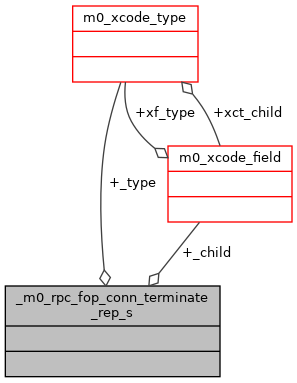 m0_xcode_type
+xf_type
+xct_child
m0_xcode_field
+_type
+_child
_m0_rpc_fop_conn_terminate
_rep_s